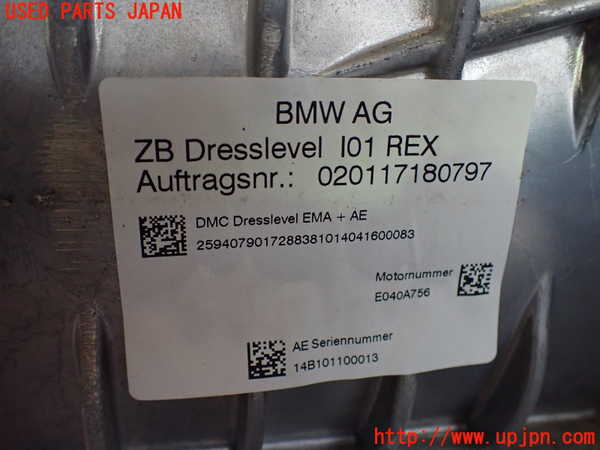 USED PARTS JAPAN
BMW AG
ZB Dresslevel I01 REX
Auftragsnr.: 020117180797
DMC Dresslevel EMA + AE
2594079017288381014041600083
Motornummer
E040A756
AE Seriennummer
14B101100013
http://www.upjpn.com/